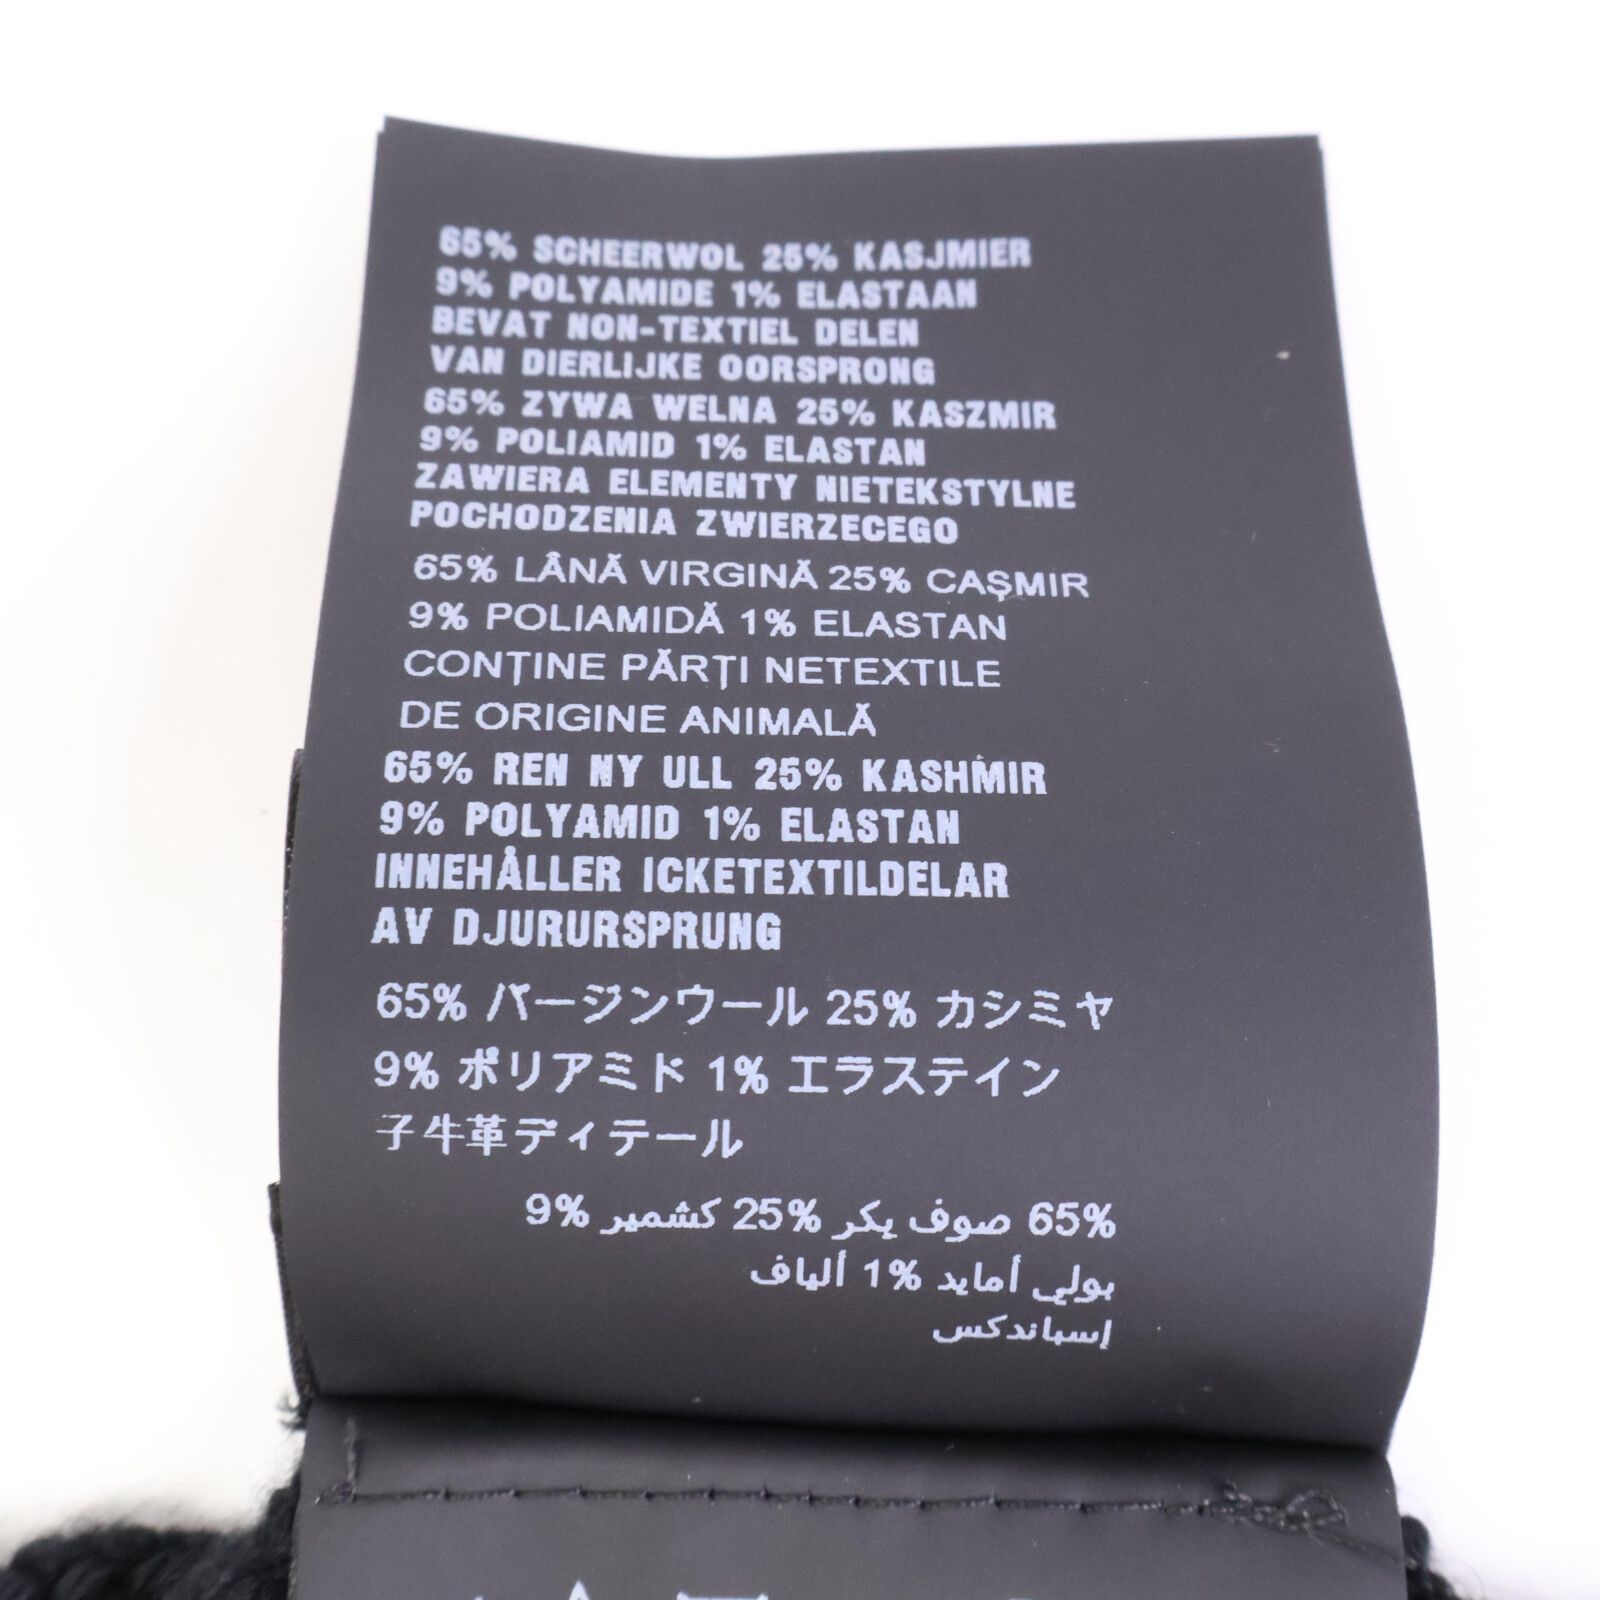 65% SCHEERWOL 25% KASJMIER
9% POLYAMIDE 1% ELASTAAN
BEVAT NON-TEXTIEL DELEN
VAN DIERLIJKE OORSPRONG
65% ZYWA WELNA 25% KASZMIR
9% POLIAMID 1% ELASTAN
ZAWIERA ELEMENTY NIETEKSTYLNE
POCHODZENIA ZWIERZECEGO
65% LÂNĂ VIRGINĂ 25% CAȘMIR
9% POLIAMIDĂ 1% ELASTAN
CONȚINE PĂRȚI NETEXTILE
DE ORIGINE ANIMALĂ
65% REN NY ULL 25% KASHMIR
9% POLYAMID 1% ELASTAN
INNEHÅLLER ICKETEXTILDELAR
AV DJURURSPRUNG
65% バージンウール 25% カシミヤ
9% ポリアミド 1% エラステイン
子牛革ディテール
65% صوف بكر 25% كشمير 9%
بولي أمايد 1% ألياف
إسباندكس